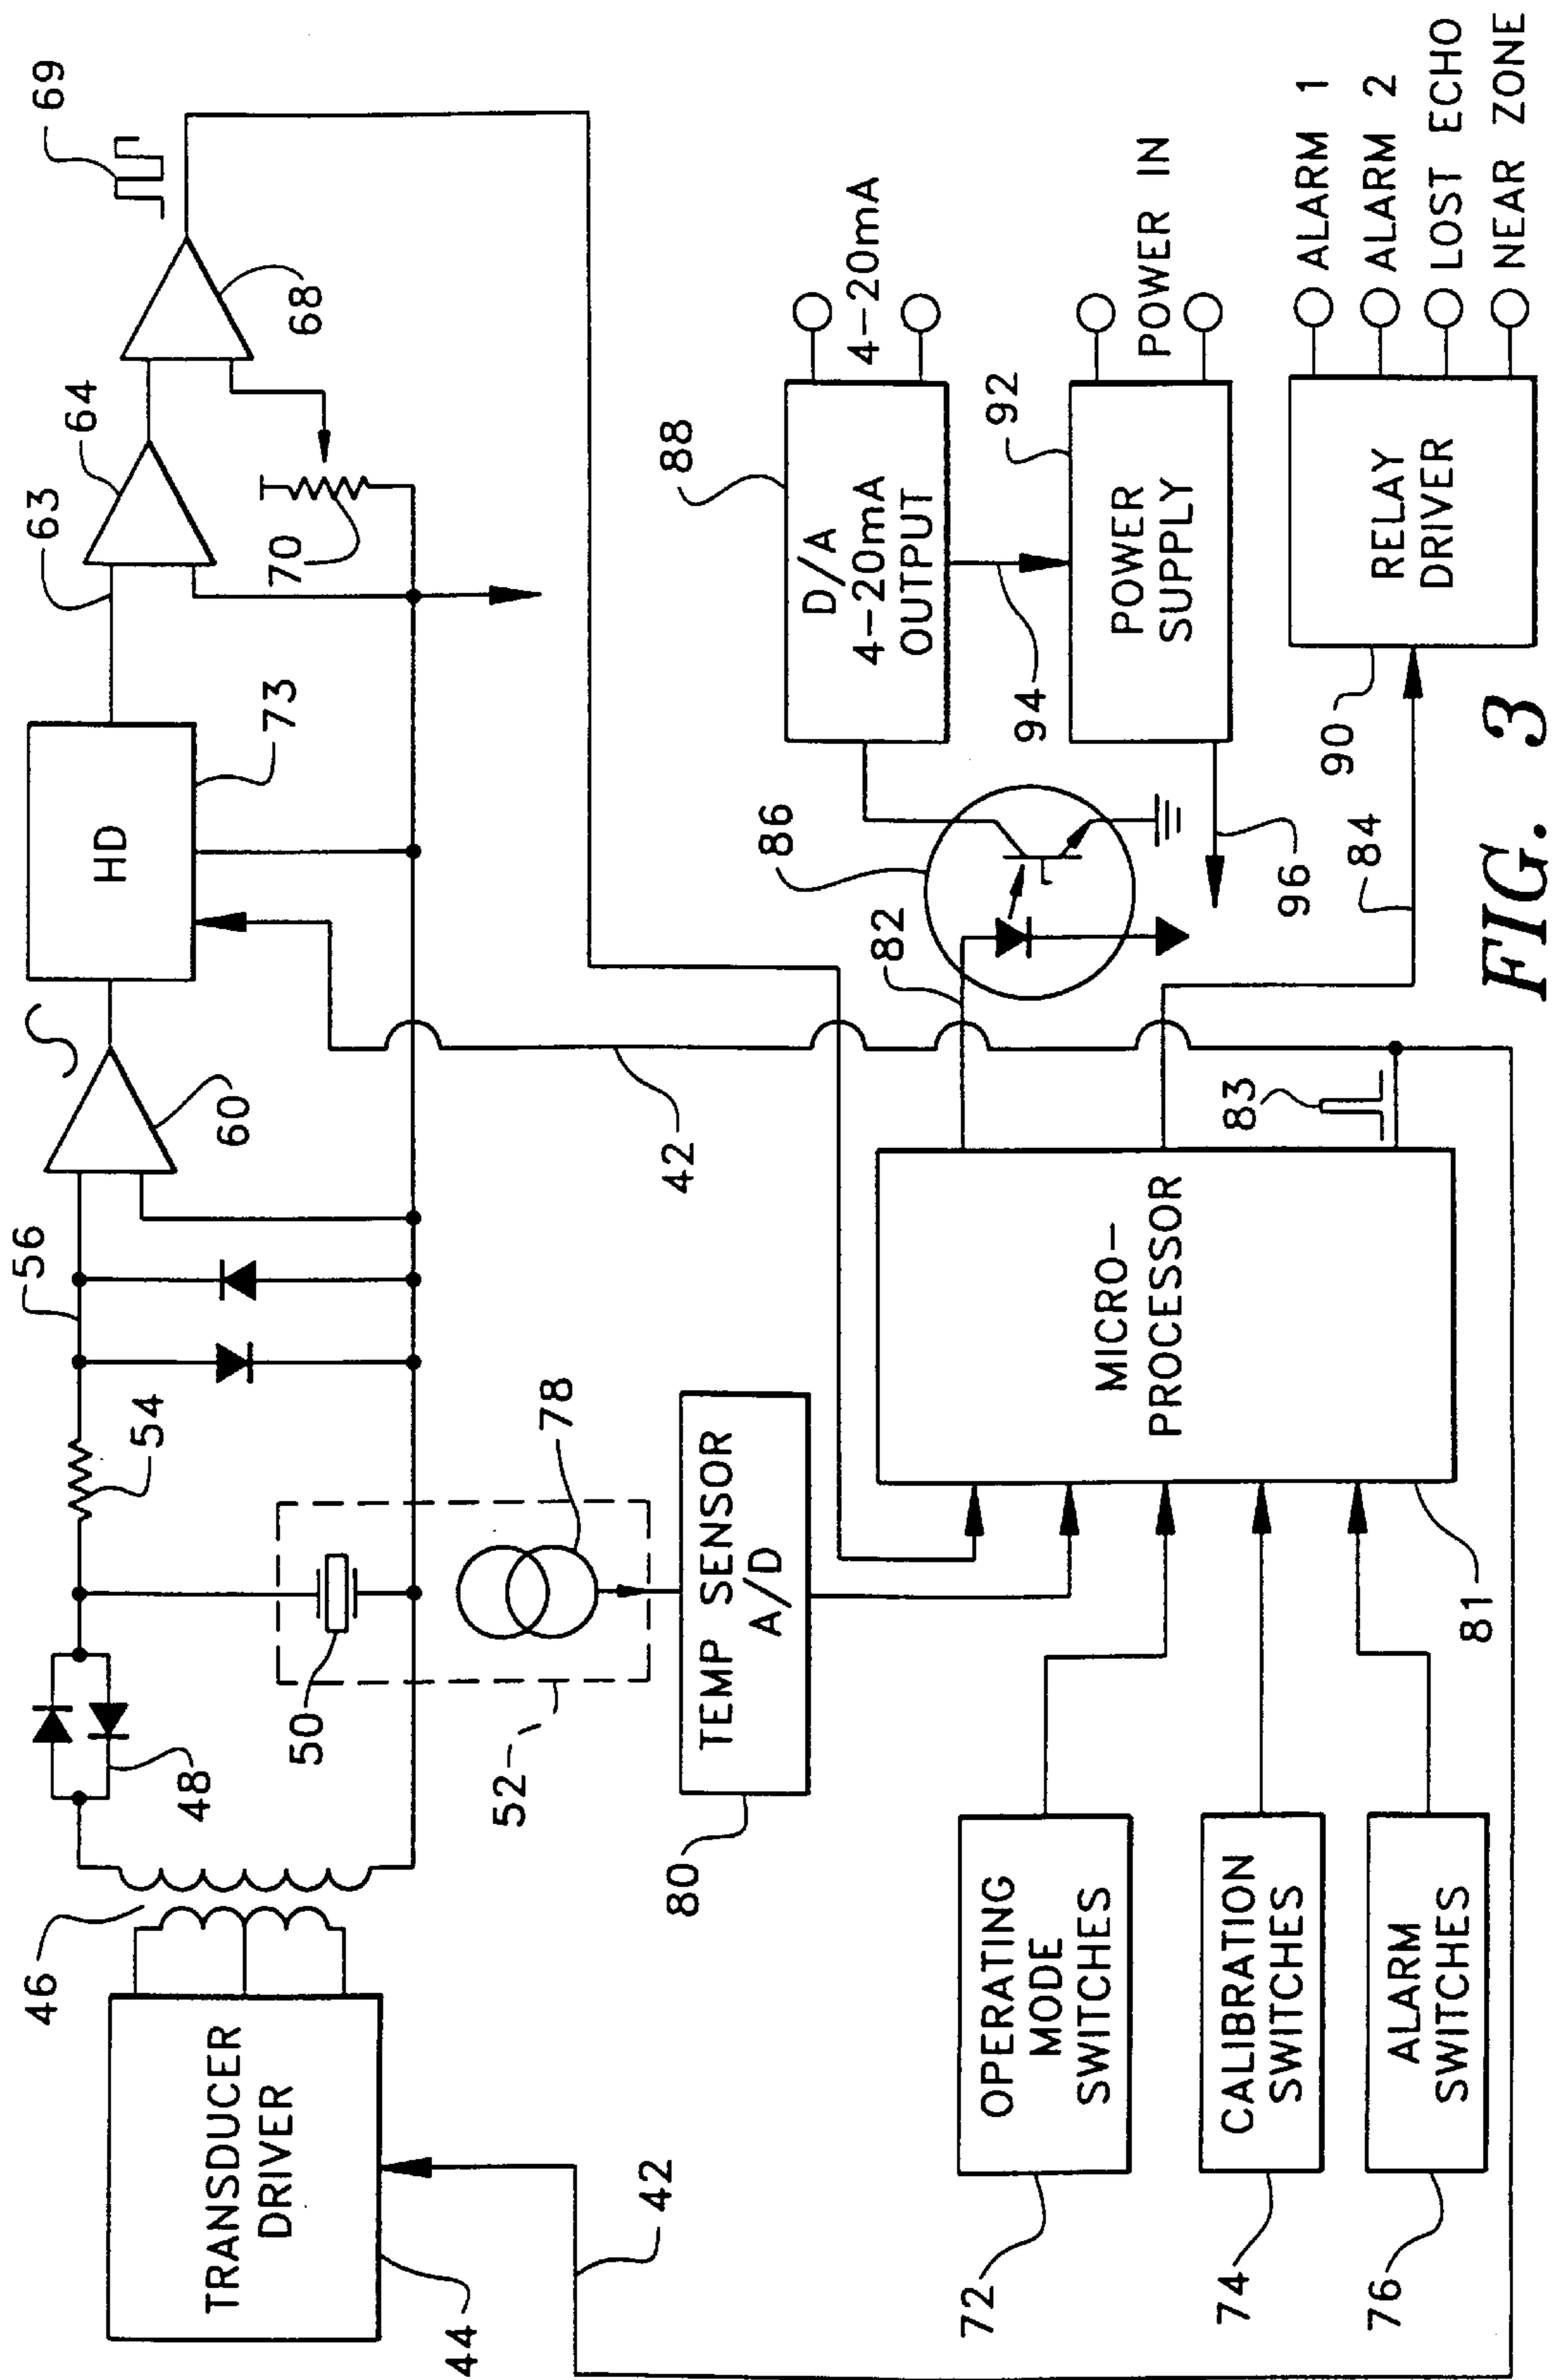 46
48
54
56
60
HD
73
63
64
68
69
70
TRANSDUCER
DRIVER
44
42
50
52
78
TEMP SENSOR
A/D
80
42
82
86
88
D/A
4-20mA
OUTPUT
4-20mA
94
92
POWER
SUPPLY
POWER IN
96
OPERATING
MODE
SWITCHES
72
CALIBRATION
SWITCHES
74
ALARM
SWITCHES
76
MICRO-
PROCESSOR
81
83
84
90
RELAY
DRIVER
ALARM 1
ALARM 2
LOST ECHO
NEAR ZONE
FIG. 3